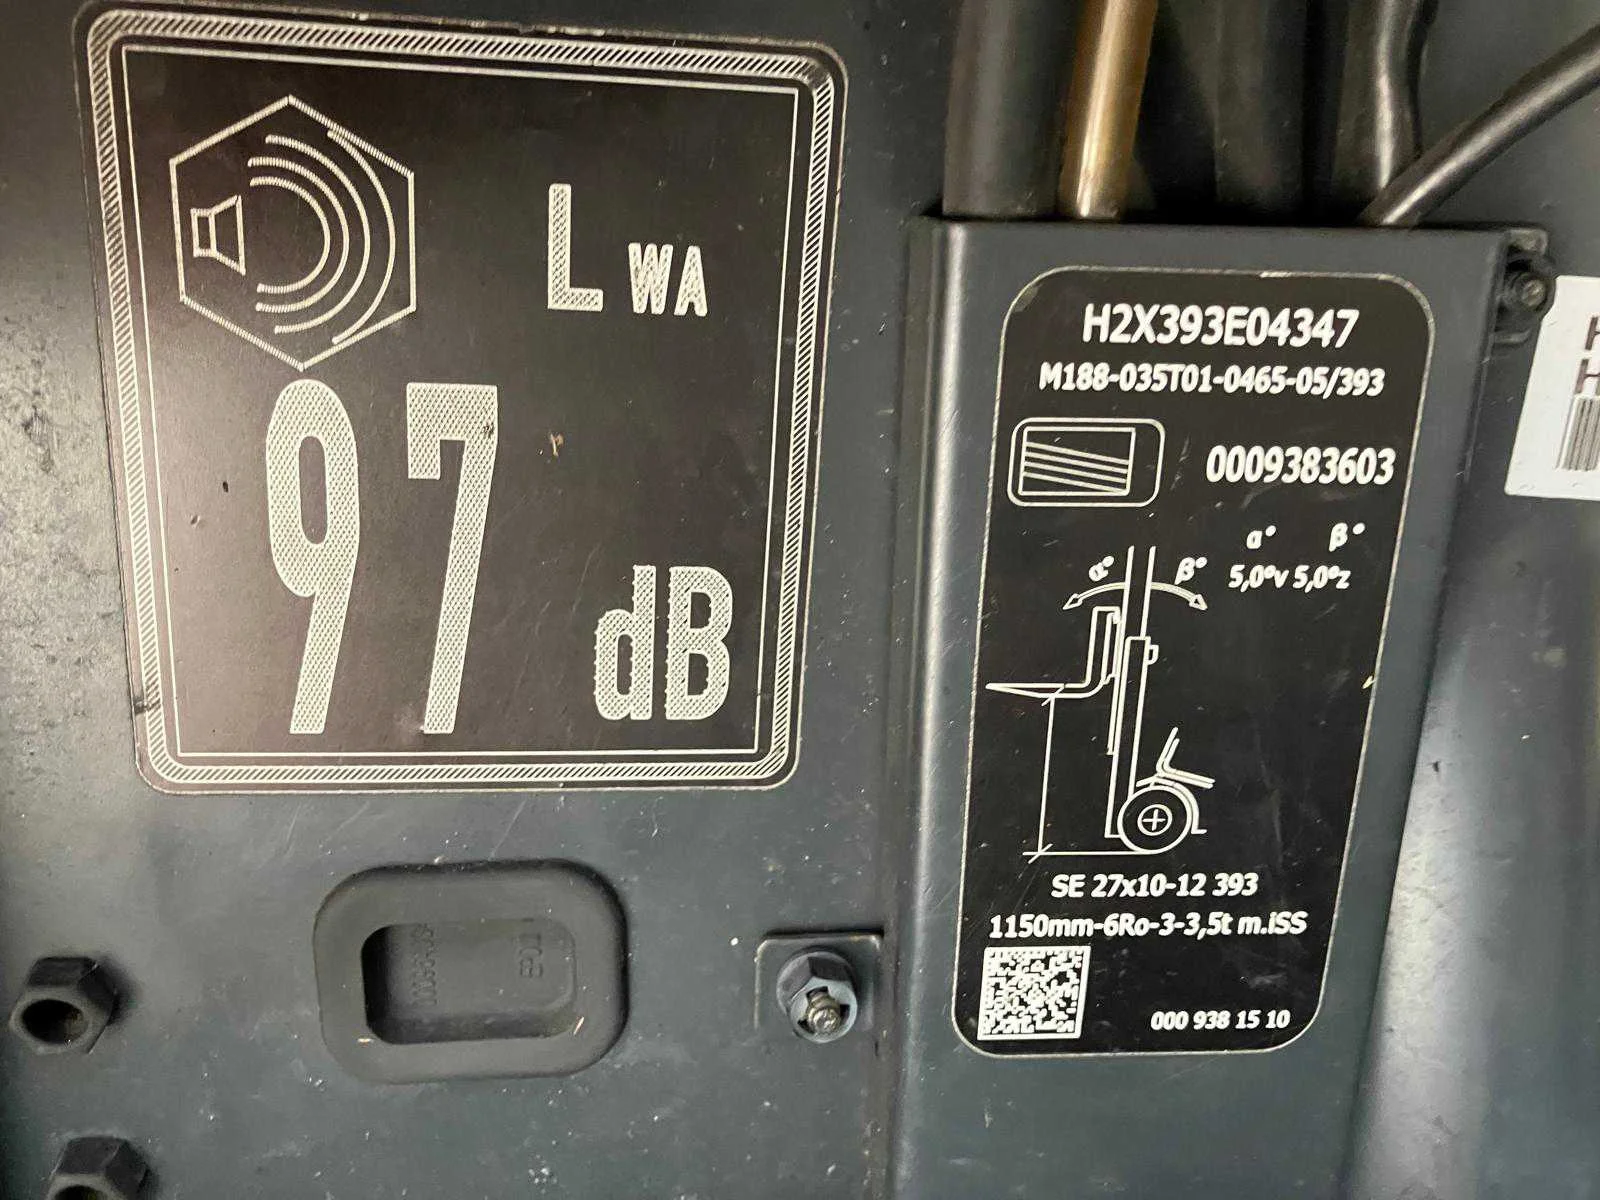 LWA
97 dB
H2X393E04347
M188-035T01-0465-05/393
0009383603
α° β°
α° β° 5,0°v 5,0°z
SE 27x10-12 393
1150mm-6Ro-3-3,5t m.iSS
000 938 15 10
H
H